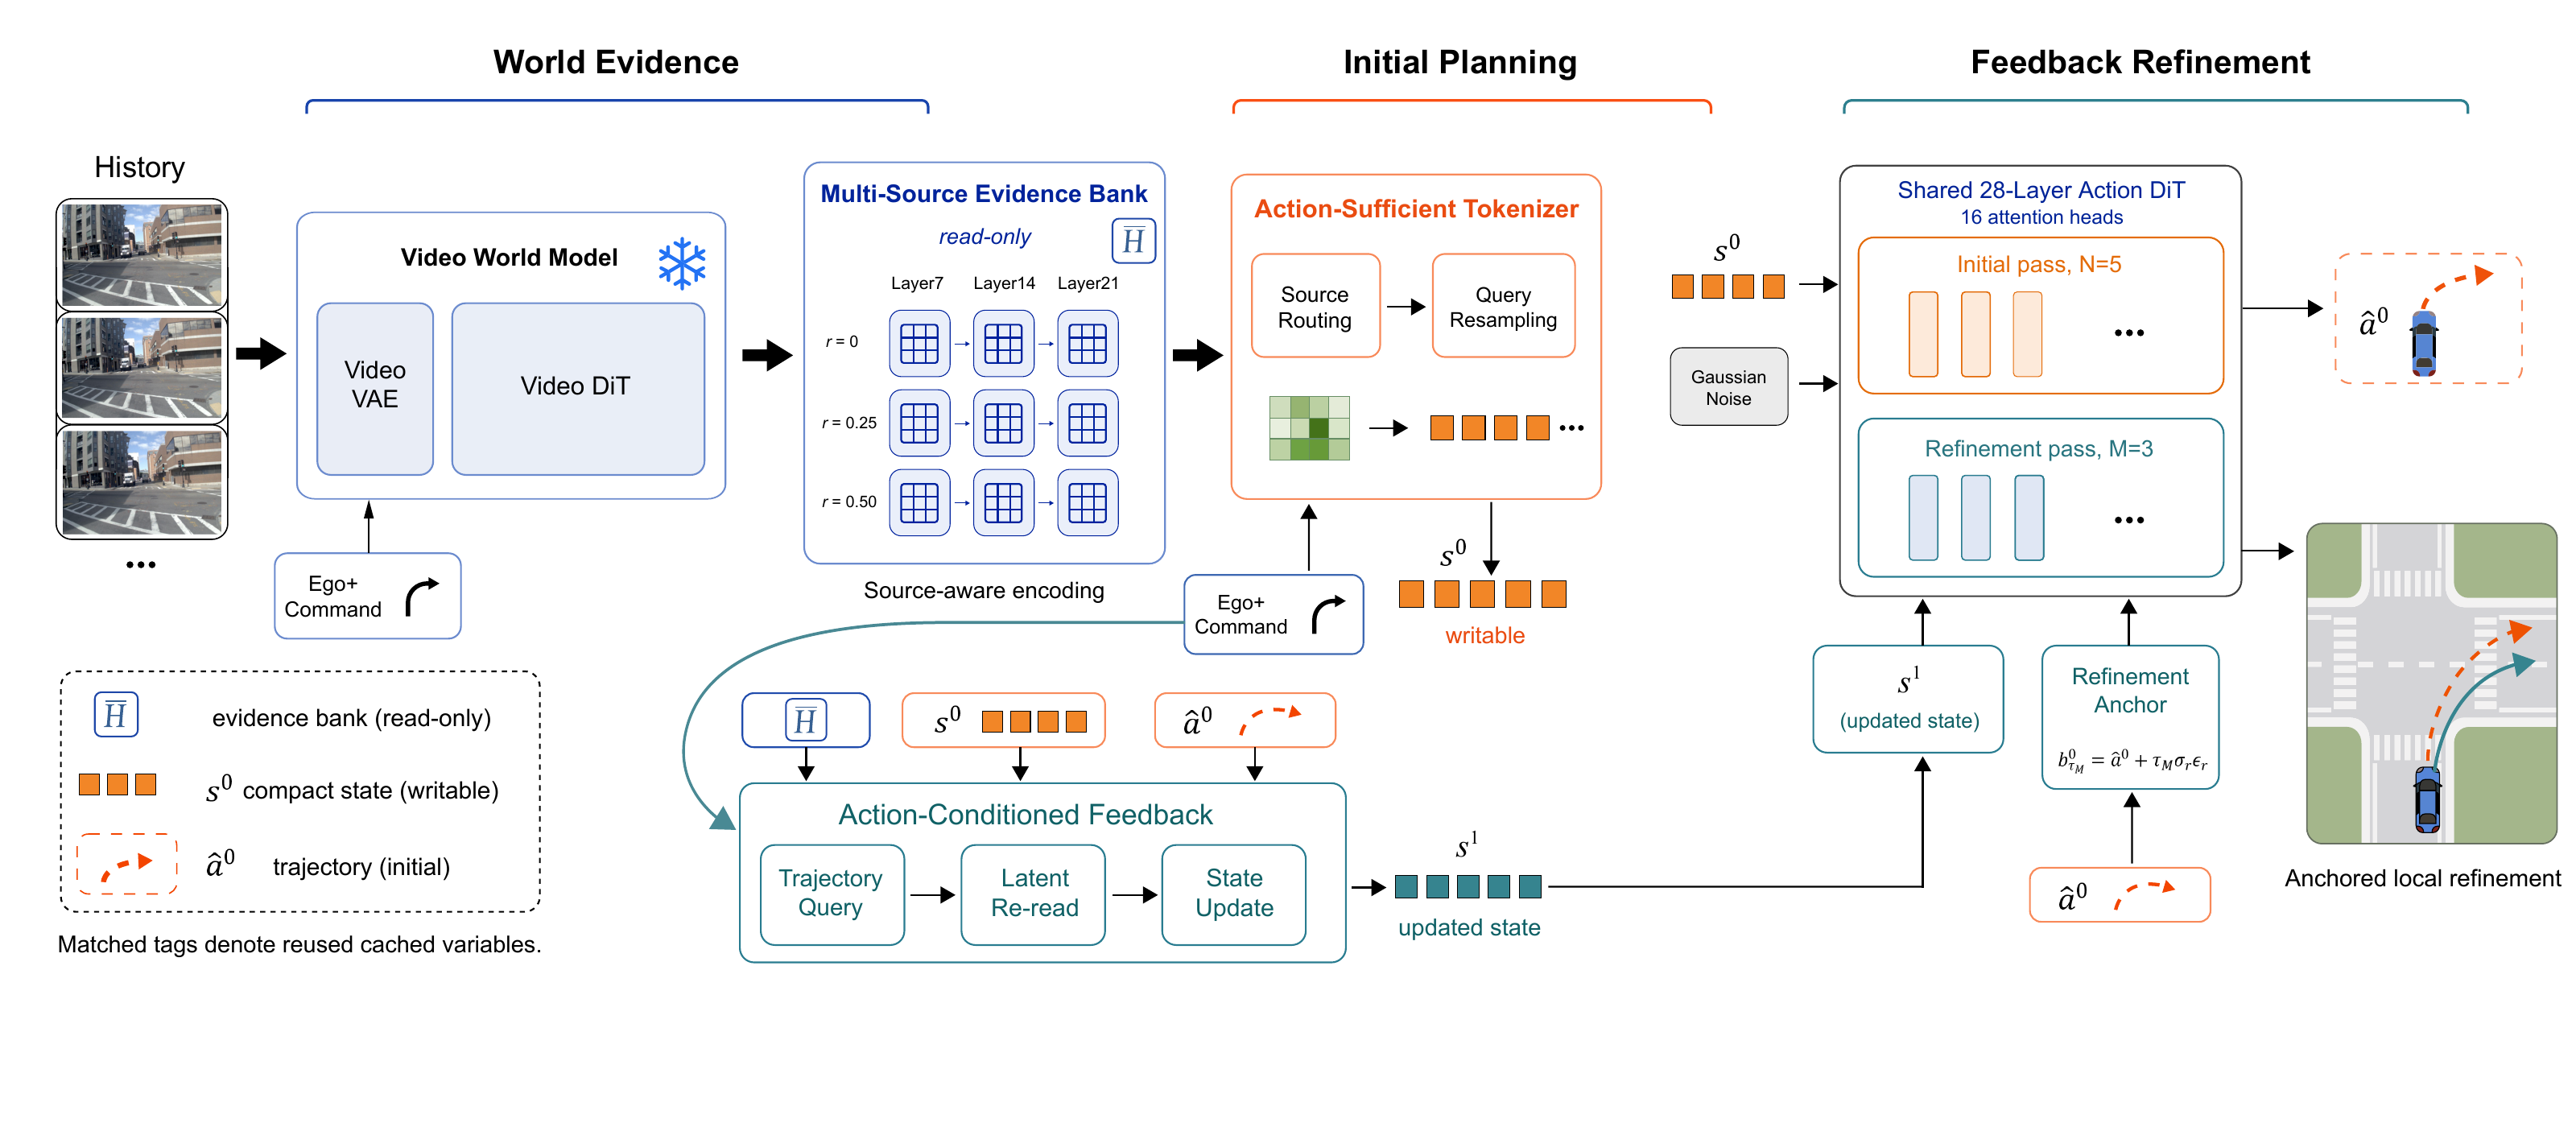 World Evidence
Initial Planning
Feedback Refinement
History
Video World Model
Video
VAE
Video DiT
Ego+
Command
Multi-Source Evidence Bank
read-only
H̅
Layer7
Layer14
Layer21
r = 0
r = 0.25
r = 0.50
Source-aware encoding
Action-Sufficient Tokenizer
Source
Routing
Query
Resampling
...
Ego+
Command
s⁰
writable
s⁰
Gaussian
Noise
Shared 28-Layer Action DiT
16 attention heads
Initial pass, N=5
...
Refinement pass, M=3
...
â⁰
...
H̅ evidence bank (read-only)
s⁰ compact state (writable)
â⁰ trajectory (initial)
Matched tags denote reused cached variables.
H̅
s⁰
â⁰
Action-Conditioned Feedback
Trajectory
Query
Latent
Re-read
State
Update
s¹
updated state
s¹
(updated state)
Refinement
Anchor
b⁰_{τ_M} = â⁰ + τ_M σ_r ϵ_r
â⁰
Anchored local refinement